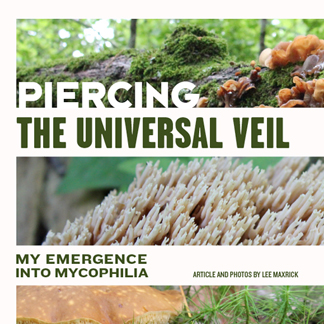 PIERCING
THE UNIVERSAL VEIL
MY EMERGENCE
INTO MYCOPHILIA
ARTICLE AND PHOTOS BY LEE MAXRICK